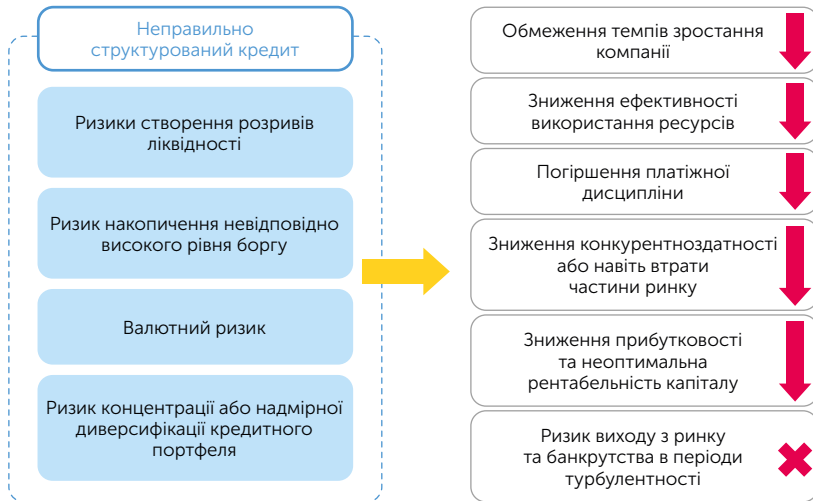 Неправильно
структурований кредит
Ризики створення розривів
ліквідності
Ризик накопичення невідповідно
високого рівня боргу
Валютний ризик
Ризик концентрації або надмірної
диверсифікації кредитного
портфеля
Обмеження темпів зростання
компанії
Зниження ефективності
використання ресурсів
Погіршення платіжної
дисципліни
Зниження конкурентноздатності
або навіть втрати
частини ринку
Зниження прибутковості
та неоптимальна
рентабельність капіталу
Ризик виходу з ринку
та банкрутства в періоди
турбулентності